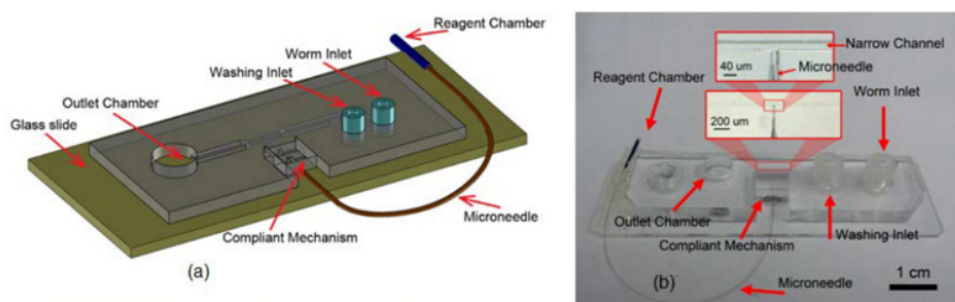 Reagent Chamber
Worm Inlet
Washing Inlet
Outlet Chamber
Glass slide
Microneedle
Compliant Mechanism
(a)
Narrow Channel
40 um
Microneedle
Reagent Chamber
Worm Inlet
200 um
Outlet Chamber
Compliant Mechanism
Washing Inlet
(b)
Microneedle
1 cm